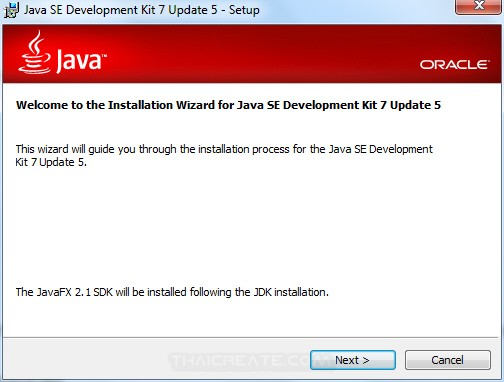 Java SE Development Kit 7 Update 5 - Setup
Java™
ORACLE®
Welcome to the Installation Wizard for Java SE Development Kit 7 Update 5
This wizard will guide you through the installation process for the Java SE Development
Kit 7 Update 5.
The JavaFX 2.1 SDK will be installed following the JDK installation.
THAICREATE.COM
Next >
Cancel